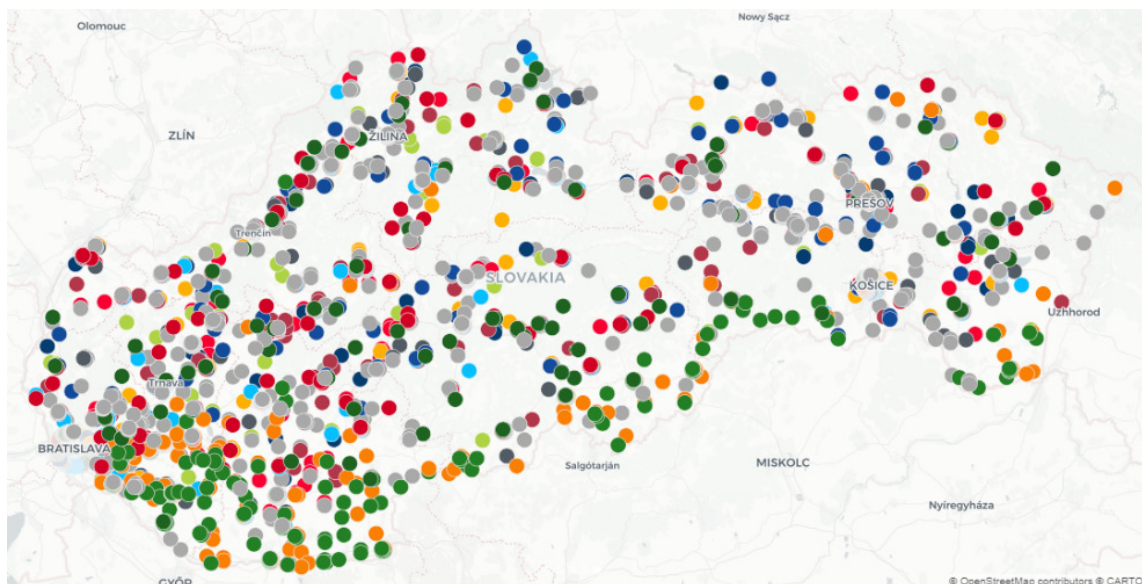 Olomouc
Nowy Sącz
ZLÍN
ŽILINA
PREŠOV
Trenčín
SLOVAKIA
KOŠICE
Uzhhorod
Trnava
BRATISLAVA
Salgótarján
MISKOLC
Nyíregyháza
GYŐR
© OpenStreetMap contributors © CARTO